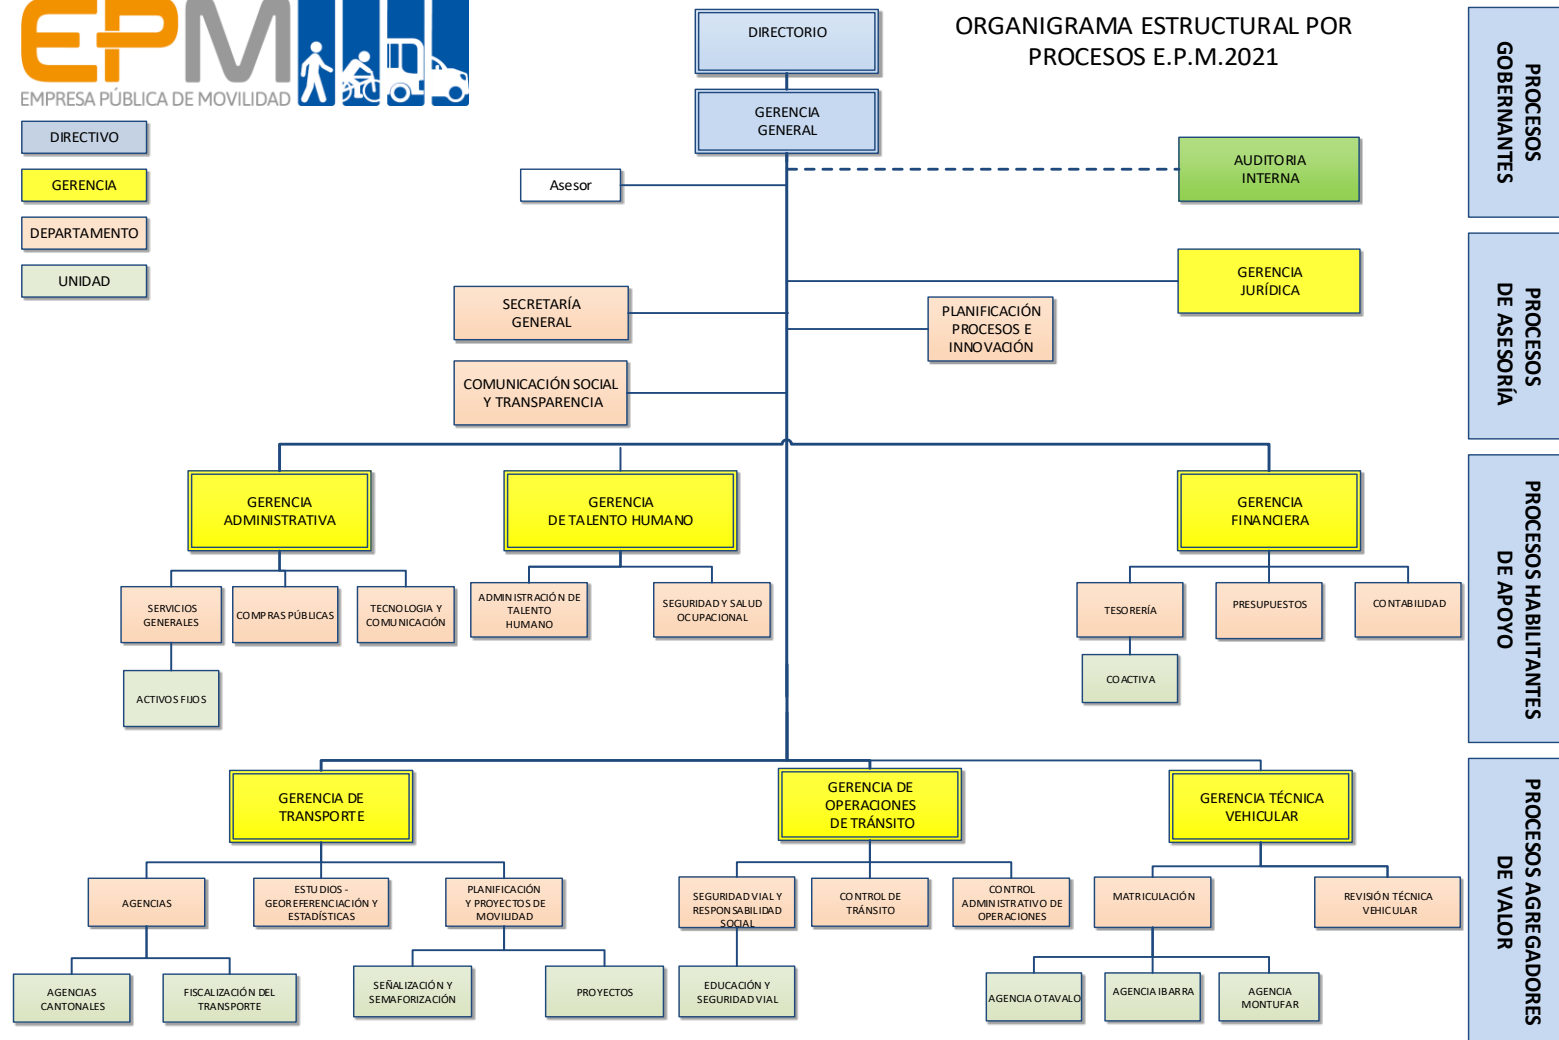 EPM
EMPRESA PÚBLICA DE MOVILIDAD
DIRECTIVO
GERENCIA
DEPARTAMENTO
UNIDAD
ORGANIGRAMA ESTRUCTURAL POR
PROCESOS E.P.M.2021
DIRECTORIO
GERENCIA
GENERAL
Asesor
AUDITORIA
INTERNA
PROCESOS
GOBERNANTES
GERENCIA
JURÍDICA
SECRETARÍA
GENERAL
PLANIFICACIÓN
PROCESOS E
INNOVACIÓN
COMUNICACIÓN SOCIAL
Y TRANSPARENCIA
PROCESOS
DE ASESORÍA
GERENCIA
ADMINISTRATIVA
GERENCIA
DE TALENTO HUMANO
GERENCIA
FINANCIERA
SERVICIOS
GENERALES
COMPRAS PÚBLICAS
TECNOLOGIA Y
COMUNICACIÓN
ADMINISTRACIÓN DE
TALENTO
HUMANO
SEGURIDAD Y SALUD
OCUPACIONAL
TESORERÍA
PRESUPUESTOS
CONTABILIDAD
ACTIVOS FIJOS
COACTIVA
PROCESOS HABILITANTES
DE APOYO
GERENCIA DE
TRANSPORTE
GERENCIA DE
OPERACIONES
DE TRÁNSITO
GERENCIA TÉCNICA
VEHICULAR
AGENCIAS
ESTUDIOS -
GEOREFERENCIACIÓN Y
ESTADÍSTICAS
PLANIFICACIÓN
Y PROYECTOS DE
MOVILIDAD
SEGURIDAD VIAL Y
RESPONSABILIDAD
SOCIAL
CONTROL DE
TRÁNSITO
CONTROL
ADMINISTRATIVO DE
OPERACIONES
MATRICULACIÓN
REVISIÓN TÉCNICA
VEHICULAR
AGENCIAS
CANTONALES
FISCALIZACIÓN DEL
TRANSPORTE
SEÑALIZACIÓN Y
SEMAFORIZACIÓN
PROYECTOS
EDUCACIÓN Y
SEGURIDAD VIAL
AGENCIA OTAVALO
AGENCIA IBARRA
AGENCIA
MONTUFAR
PROCESOS AGREGADORES
DE VALOR